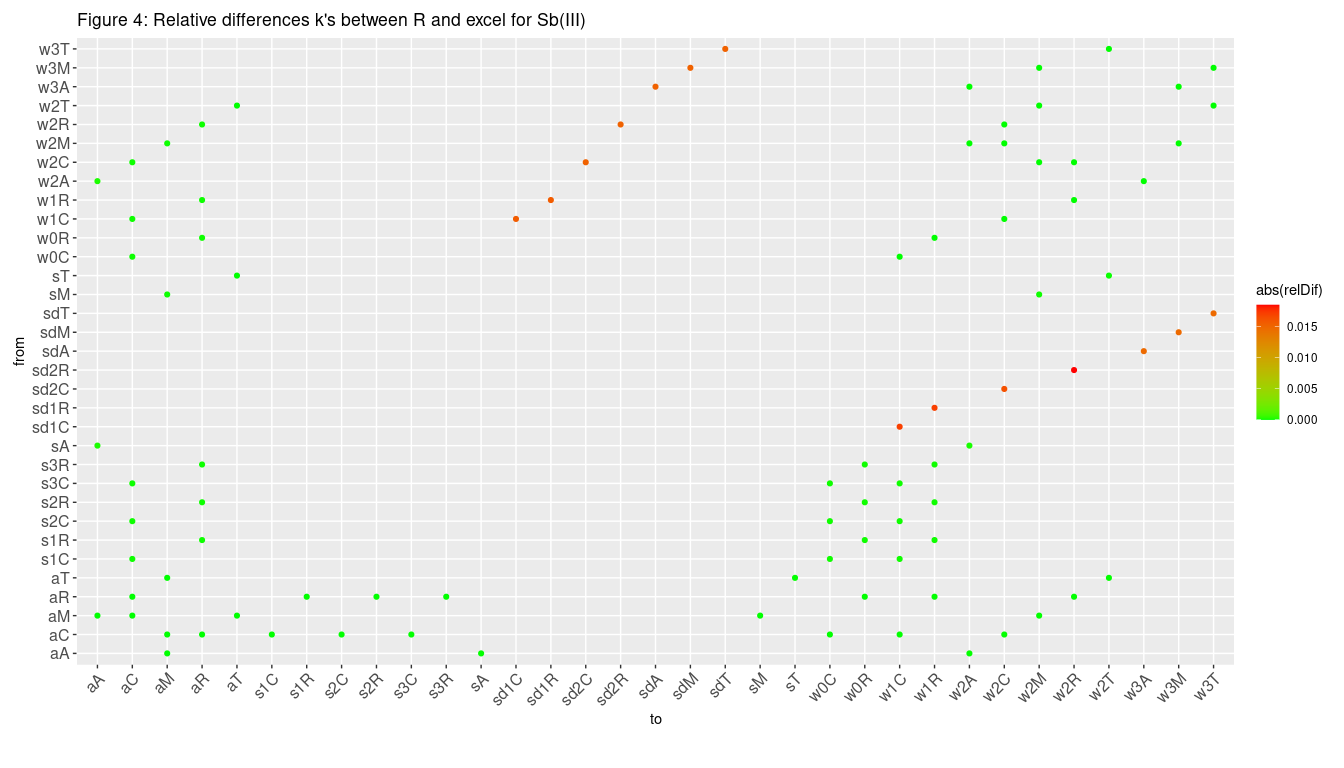 Figure 4: Relative differences k's between R and excel for Sb(III)
w3T
w3M
w3A
w2T
w2R
w2M
w2C
w2A
w1R
w1C
w0R
w0C
sT
sM
sdT
sdM
sdA
sd2R
sd2C
sd1R
sd1C
sA
s3R
s3C
s2R
s2C
s1R
s1C
aT
aR
aM
aC
aA
from
aA aC aM aR aT s1C s1R s2C s2R s3C s3R sA sd1C sd1R sd2C sd2R sdA sdM sdT sM sT w0C w0R w1C w1R w2A w2C w2M w2R w2T w3A w3M w3T
to
abs(relDif)
0.015
0.010
0.005
0.000